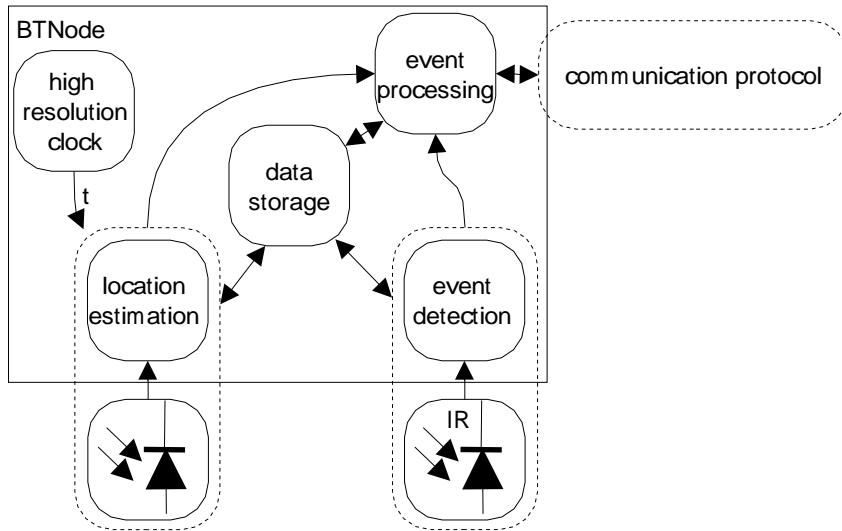 BTNode
high
resolution
clock
t
event
processing
communication protocol
data
storage
location
estimation
event
detection
IR